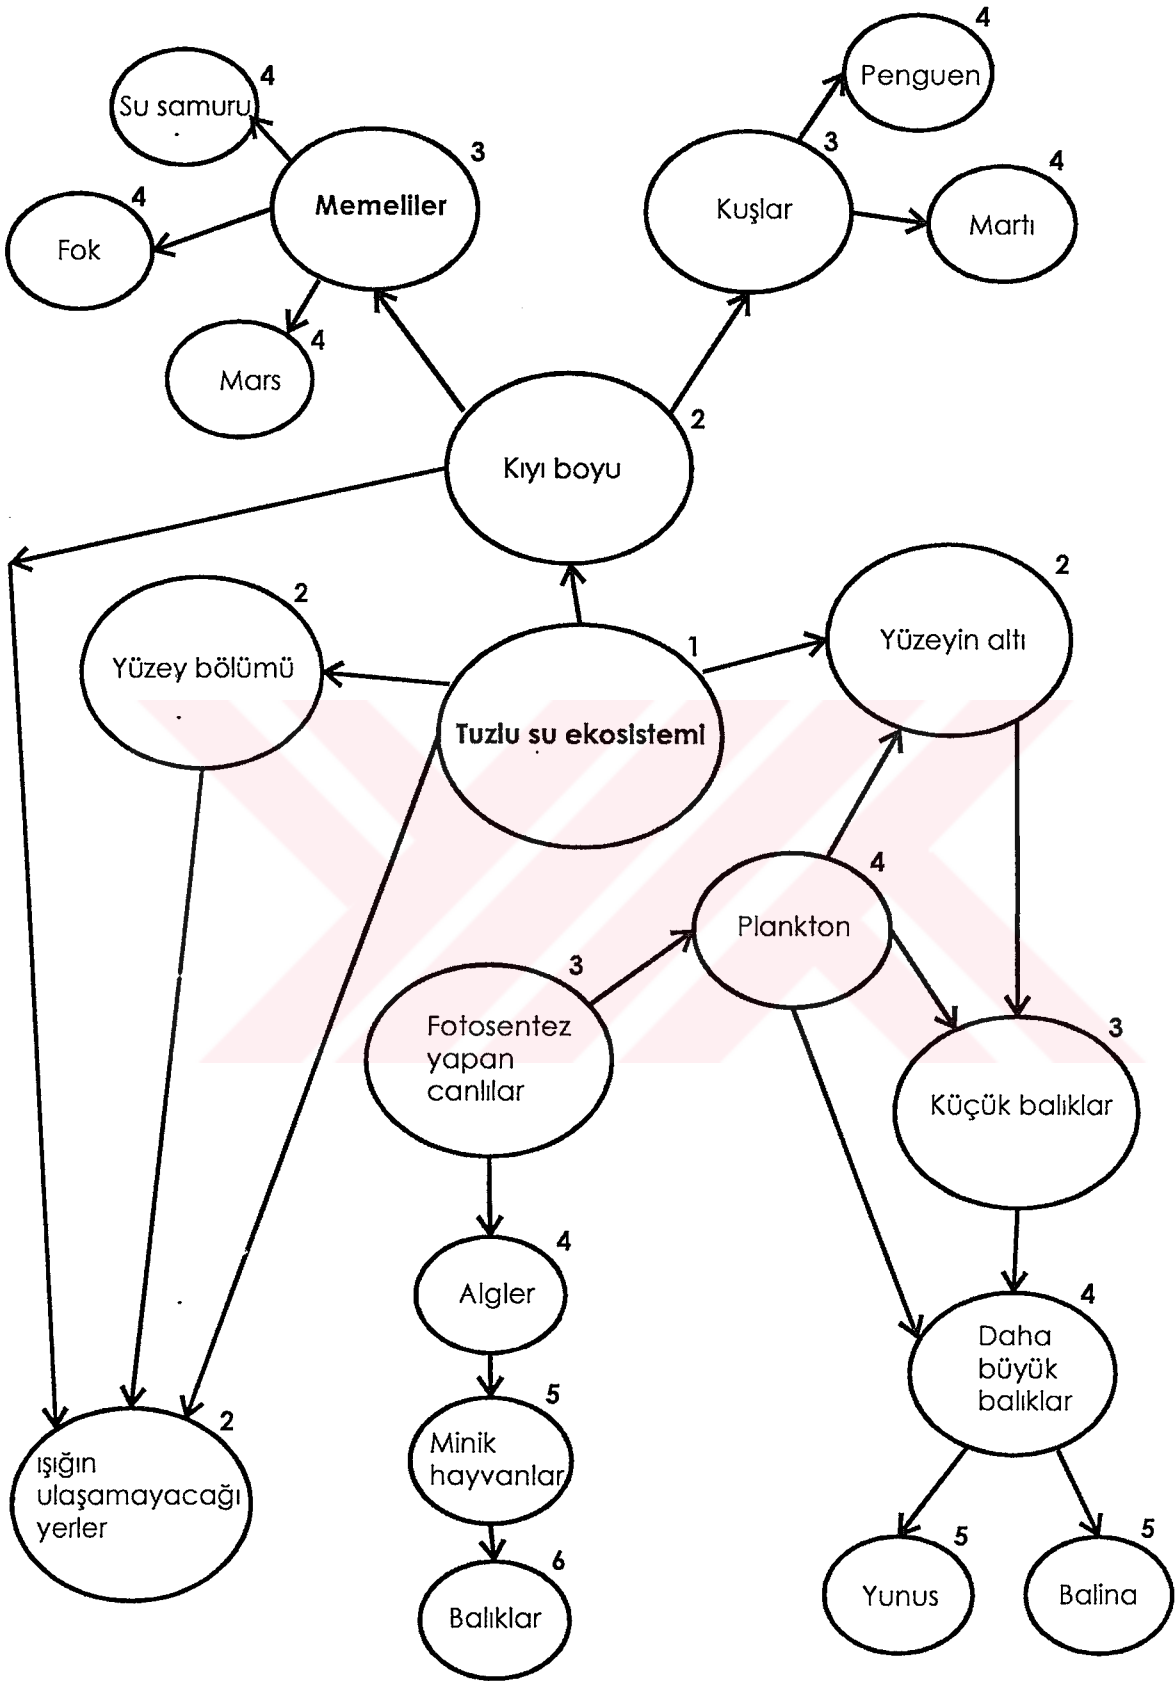 4
Penguen
4
Su samuru
3
Memeliler
3
Kuşlar
4
Martı
4
Fok
4
Mars
2
Kıyı boyu
2
Yüzey bölümü
1
Tuzlu su ekosistemi
2
Yüzeyin altı
4
Plankton
3
Fotosentez
yapan
canlılar
3
Küçük balıklar
4
Algler
4
Daha
büyük
balıklar
5
Minik
hayvanlar
2
ışığın
ulaşamayacağı
yerler
6
Balıklar
5
Yunus
5
Balina